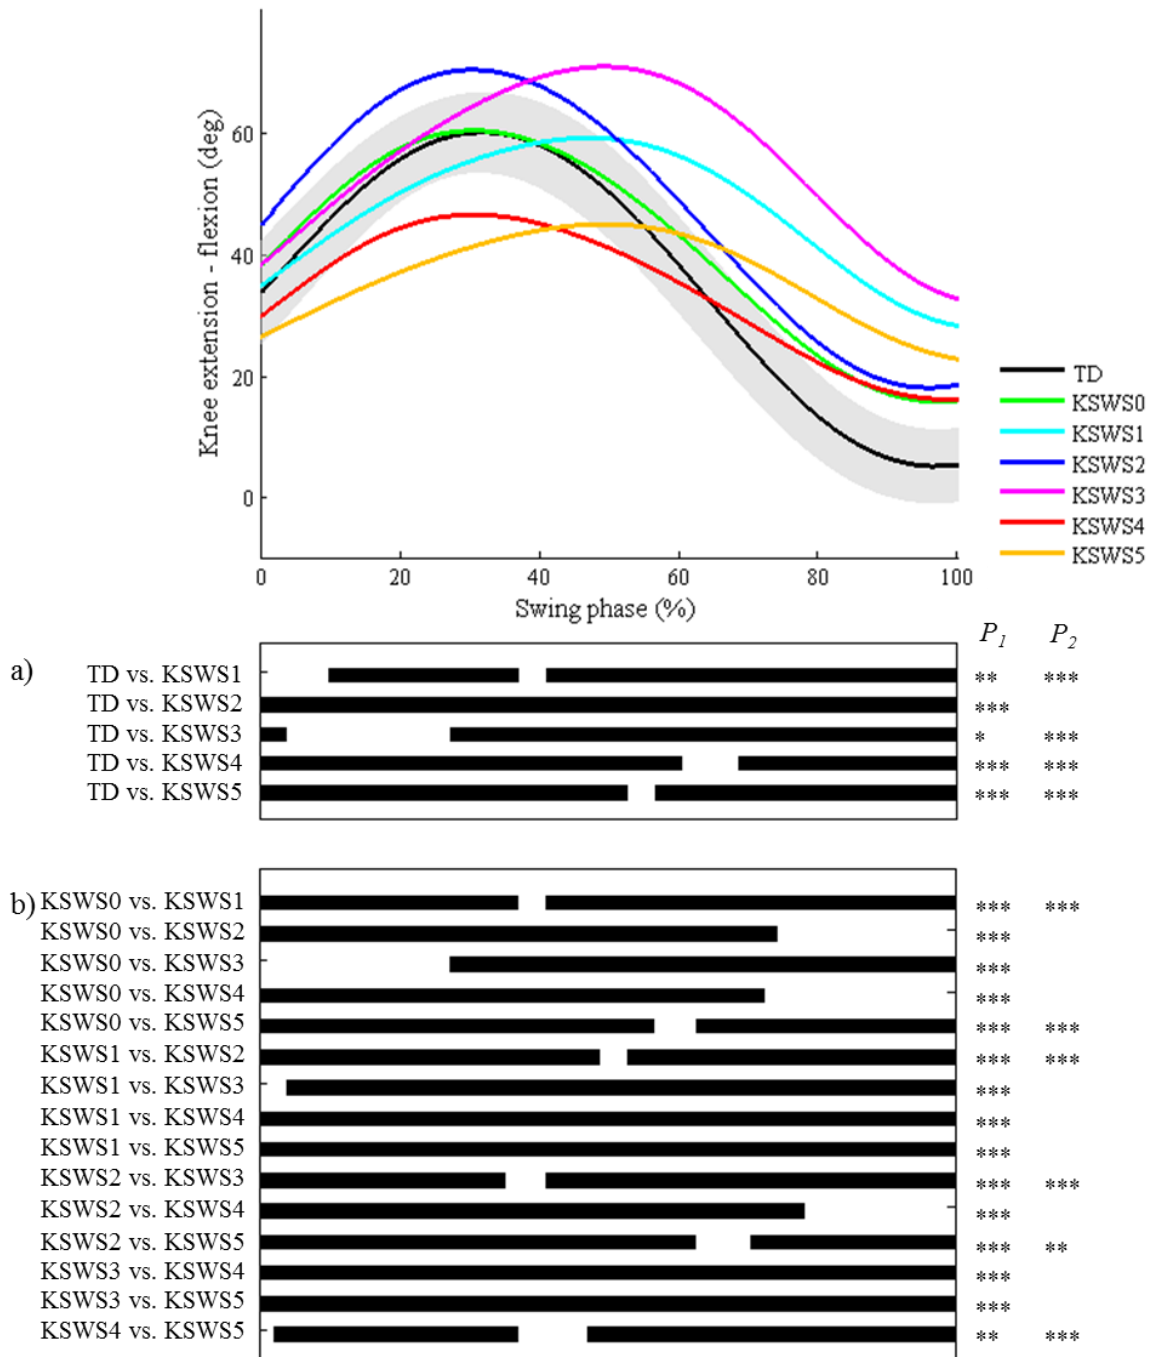 Knee extension - flexion (deg)
60
40
20
0
0 20 40 60 80 100
Swing phase (%)
TD
KSWS0
KSWS1
KSWS2
KSWS3
KSWS4
KSWS5
P1 P2
a)
TD vs. KSWS1 ** ***
TD vs. KSWS2 ***
TD vs. KSWS3 * ***
TD vs. KSWS4 *** ***
TD vs. KSWS5 *** ***
b)
KSWS0 vs. KSWS1 *** ***
KSWS0 vs. KSWS2 ***
KSWS0 vs. KSWS3 ***
KSWS0 vs. KSWS4 ***
KSWS0 vs. KSWS5 *** ***
KSWS1 vs. KSWS2 *** ***
KSWS1 vs. KSWS3 ***
KSWS1 vs. KSWS4 ***
KSWS1 vs. KSWS5 ***
KSWS2 vs. KSWS3 *** ***
KSWS2 vs. KSWS4 ***
KSWS2 vs. KSWS5 *** **
KSWS3 vs. KSWS4 ***
KSWS3 vs. KSWS5 ***
KSWS4 vs. KSWS5 ** ***